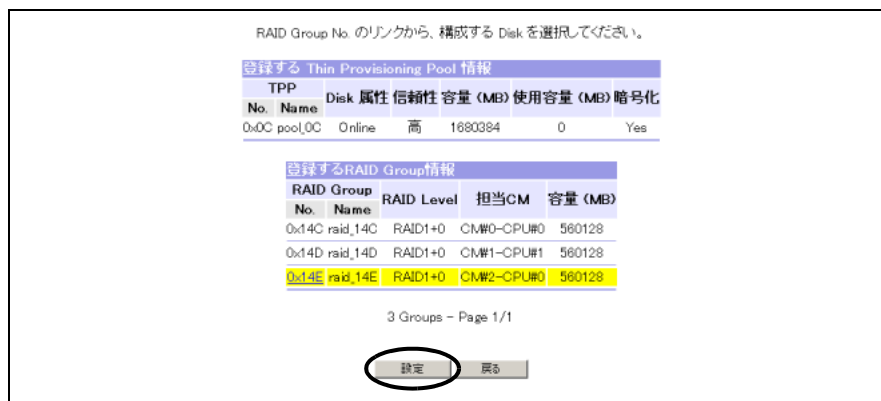 RAID Group No. のリンクから、構成する Disk を選択してください。
登録する Thin Provisioning Pool 情報
TPP Disk 属性 信頼性 容量 (MB) 使用容量 (MB) 暗号化
No. Name
0x0C pool_0C Online 高 1680384 0 Yes
登録するRAID Group情報
RAID Group RAID Level 担当CM 容量 (MB)
No. Name
0x14C raid_14C RAID1+0 CM#0-CPU#0 560128
0x14D raid_14D RAID1+0 CM#1-CPU#1 560128
0x14E raid_14E RAID1+0 CM#2-CPU#0 560128
3 Groups - Page 1/1
設定 戻る